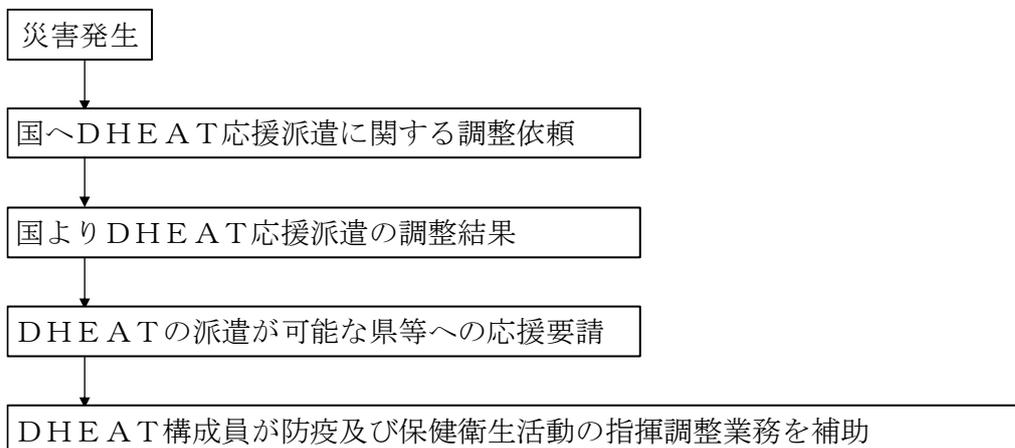 災害発生
国へＤＨＥＡＴ応援派遣に関する調整依頼
国よりＤＨＥＡＴ応援派遣の調整結果
ＤＨＥＡＴの派遣が可能な県等への応援要請
ＤＨＥＡＴ構成員が防疫及び保健衛生活動の指揮調整業務を補助